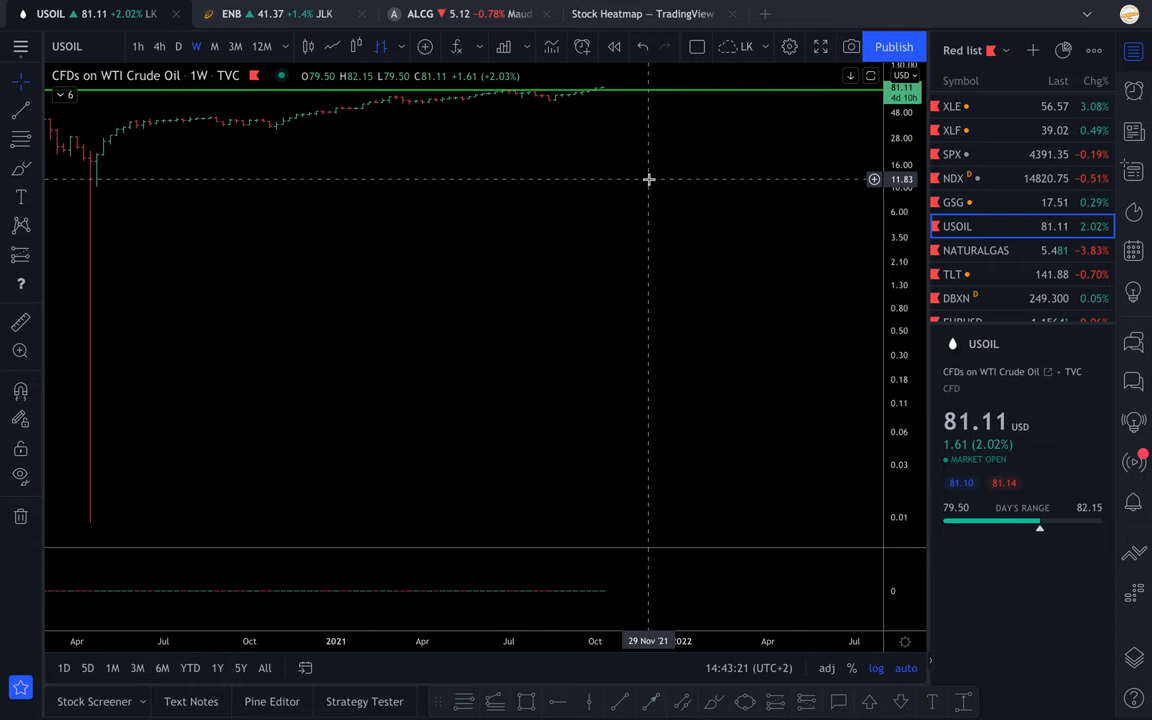 USOIL ▲ 81.11 +2.02% LK
ENB ▲ 41.37 +1.4% JLK
ALCG ▼ 5.12 −0.78% Maud
Stock Heatmap — TradingView
USOIL
1h 4h D W M 3M 12M
LK
Publish
Red list
CFDs on WTI Crude Oil · 1W · TVC
O79.50 H82.15 L79.50 C81.11 +1.61 (+2.03%)
6
USD
81.11
4d 10h
48.00
28.00
16.00
11.83
10.00
6.00
3.50
2.10
1.30
0.80
0.50
0.30
0.18
0.11
0.06
0.03
0.01
0
Apr Jul Oct 2021 Apr Jul Oct 29 Nov '21 2022 Apr Jul
1D 5D 1M 3M 6M YTD 1Y 5Y All
14:43:21 (UTC+2) adj % log auto
Stock Screener Text Notes Pine Editor Strategy Tester
Symbol Last Chg%
XLE 56.57 3.08%
XLF 39.02 0.49%
SPX 4391.35 −0.19%
NDX D 14820.75 −0.51%
GSG 17.51 0.29%
USOIL 81.11 2.02%
NATURALGAS 5.481 −3.83%
TLT 141.88 −0.70%
DBXN D 249.300 0.05%
USOIL
CFDs on WTI Crude Oil • TVC
CFD
81.11 USD
1.61 (2.02%)
MARKET OPEN
81.10 81.14
79.50 DAY'S RANGE 82.15